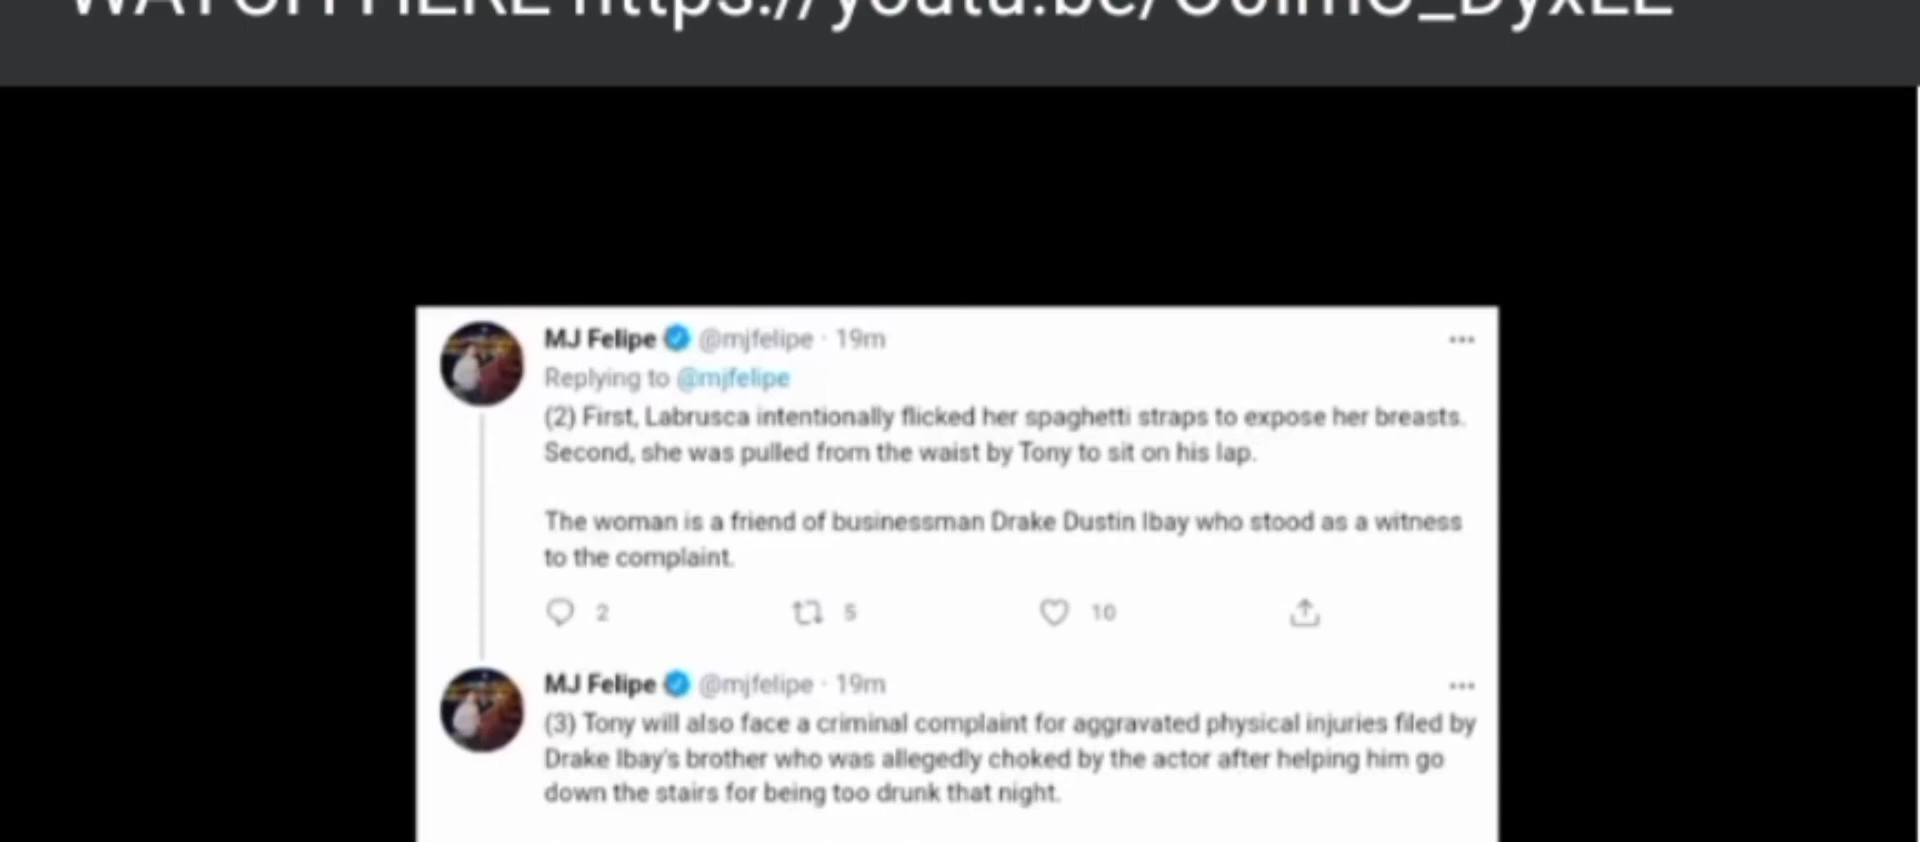 WATCH HERE
MJ Felipe @mjfelipe · 19m
Replying to @mjfelipe
(2) First, Labrusca intentionally flicked her spaghetti straps to expose her breasts.
Second, she was pulled from the waist by Tony to sit on his lap.
The woman is a friend of businessman Drake Dustin Ibay who stood as a witness
to the complaint.
2 5 10
MJ Felipe @mjfelipe · 19m
(3) Tony will also face a criminal complaint for aggravated physical injuries filed by
Drake Ibay's brother who was allegedly choked by the actor after helping him go
down the stairs for being too drunk that night.